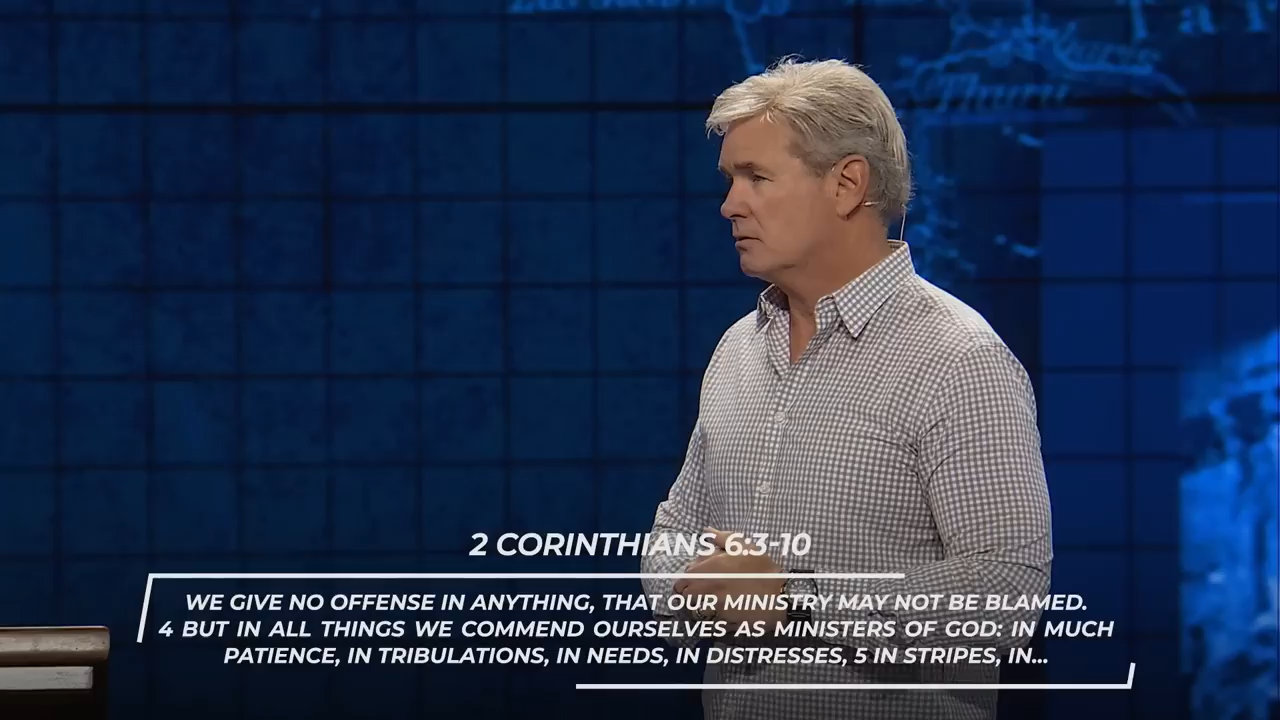 2 CORINTHIANS 6:3-10
WE GIVE NO OFFENSE IN ANYTHING, THAT OUR MINISTRY MAY NOT BE BLAMED.
4 BUT IN ALL THINGS WE COMMEND OURSELVES AS MINISTERS OF GOD: IN MUCH
PATIENCE, IN TRIBULATIONS, IN NEEDS, IN DISTRESSES, 5 IN STRIPES, IN...